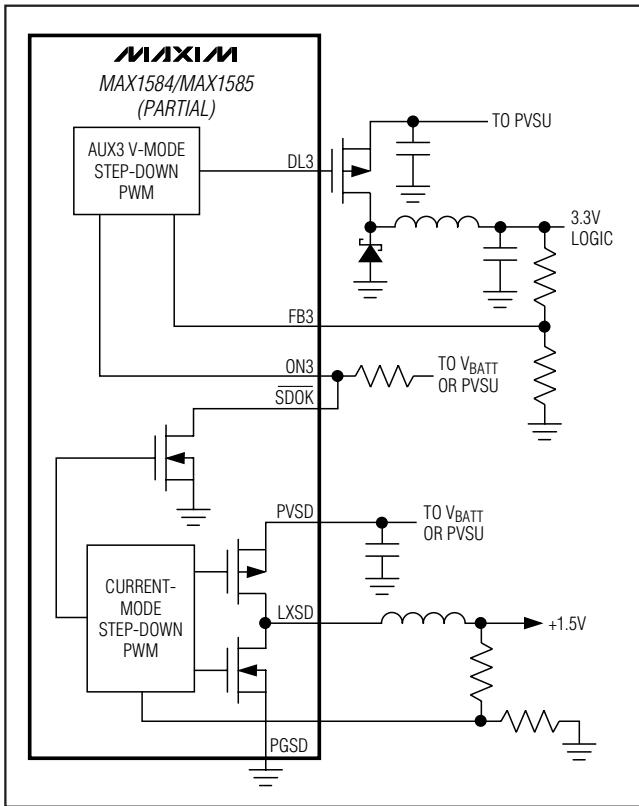 MAXIM
MAX1584/MAX1585
(PARTIAL)
AUX3 V-MODE
STEP-DOWN
PWM
DL3
TO PVSU
3.3V
LOGIC
FB3
ON3
SDOK
TO VBATT
OR PVSU
PVSD
TO VBATT
OR PVSU
CURRENT-
MODE
STEP-DOWN
PWM
LXSD
+1.5V
PGSD